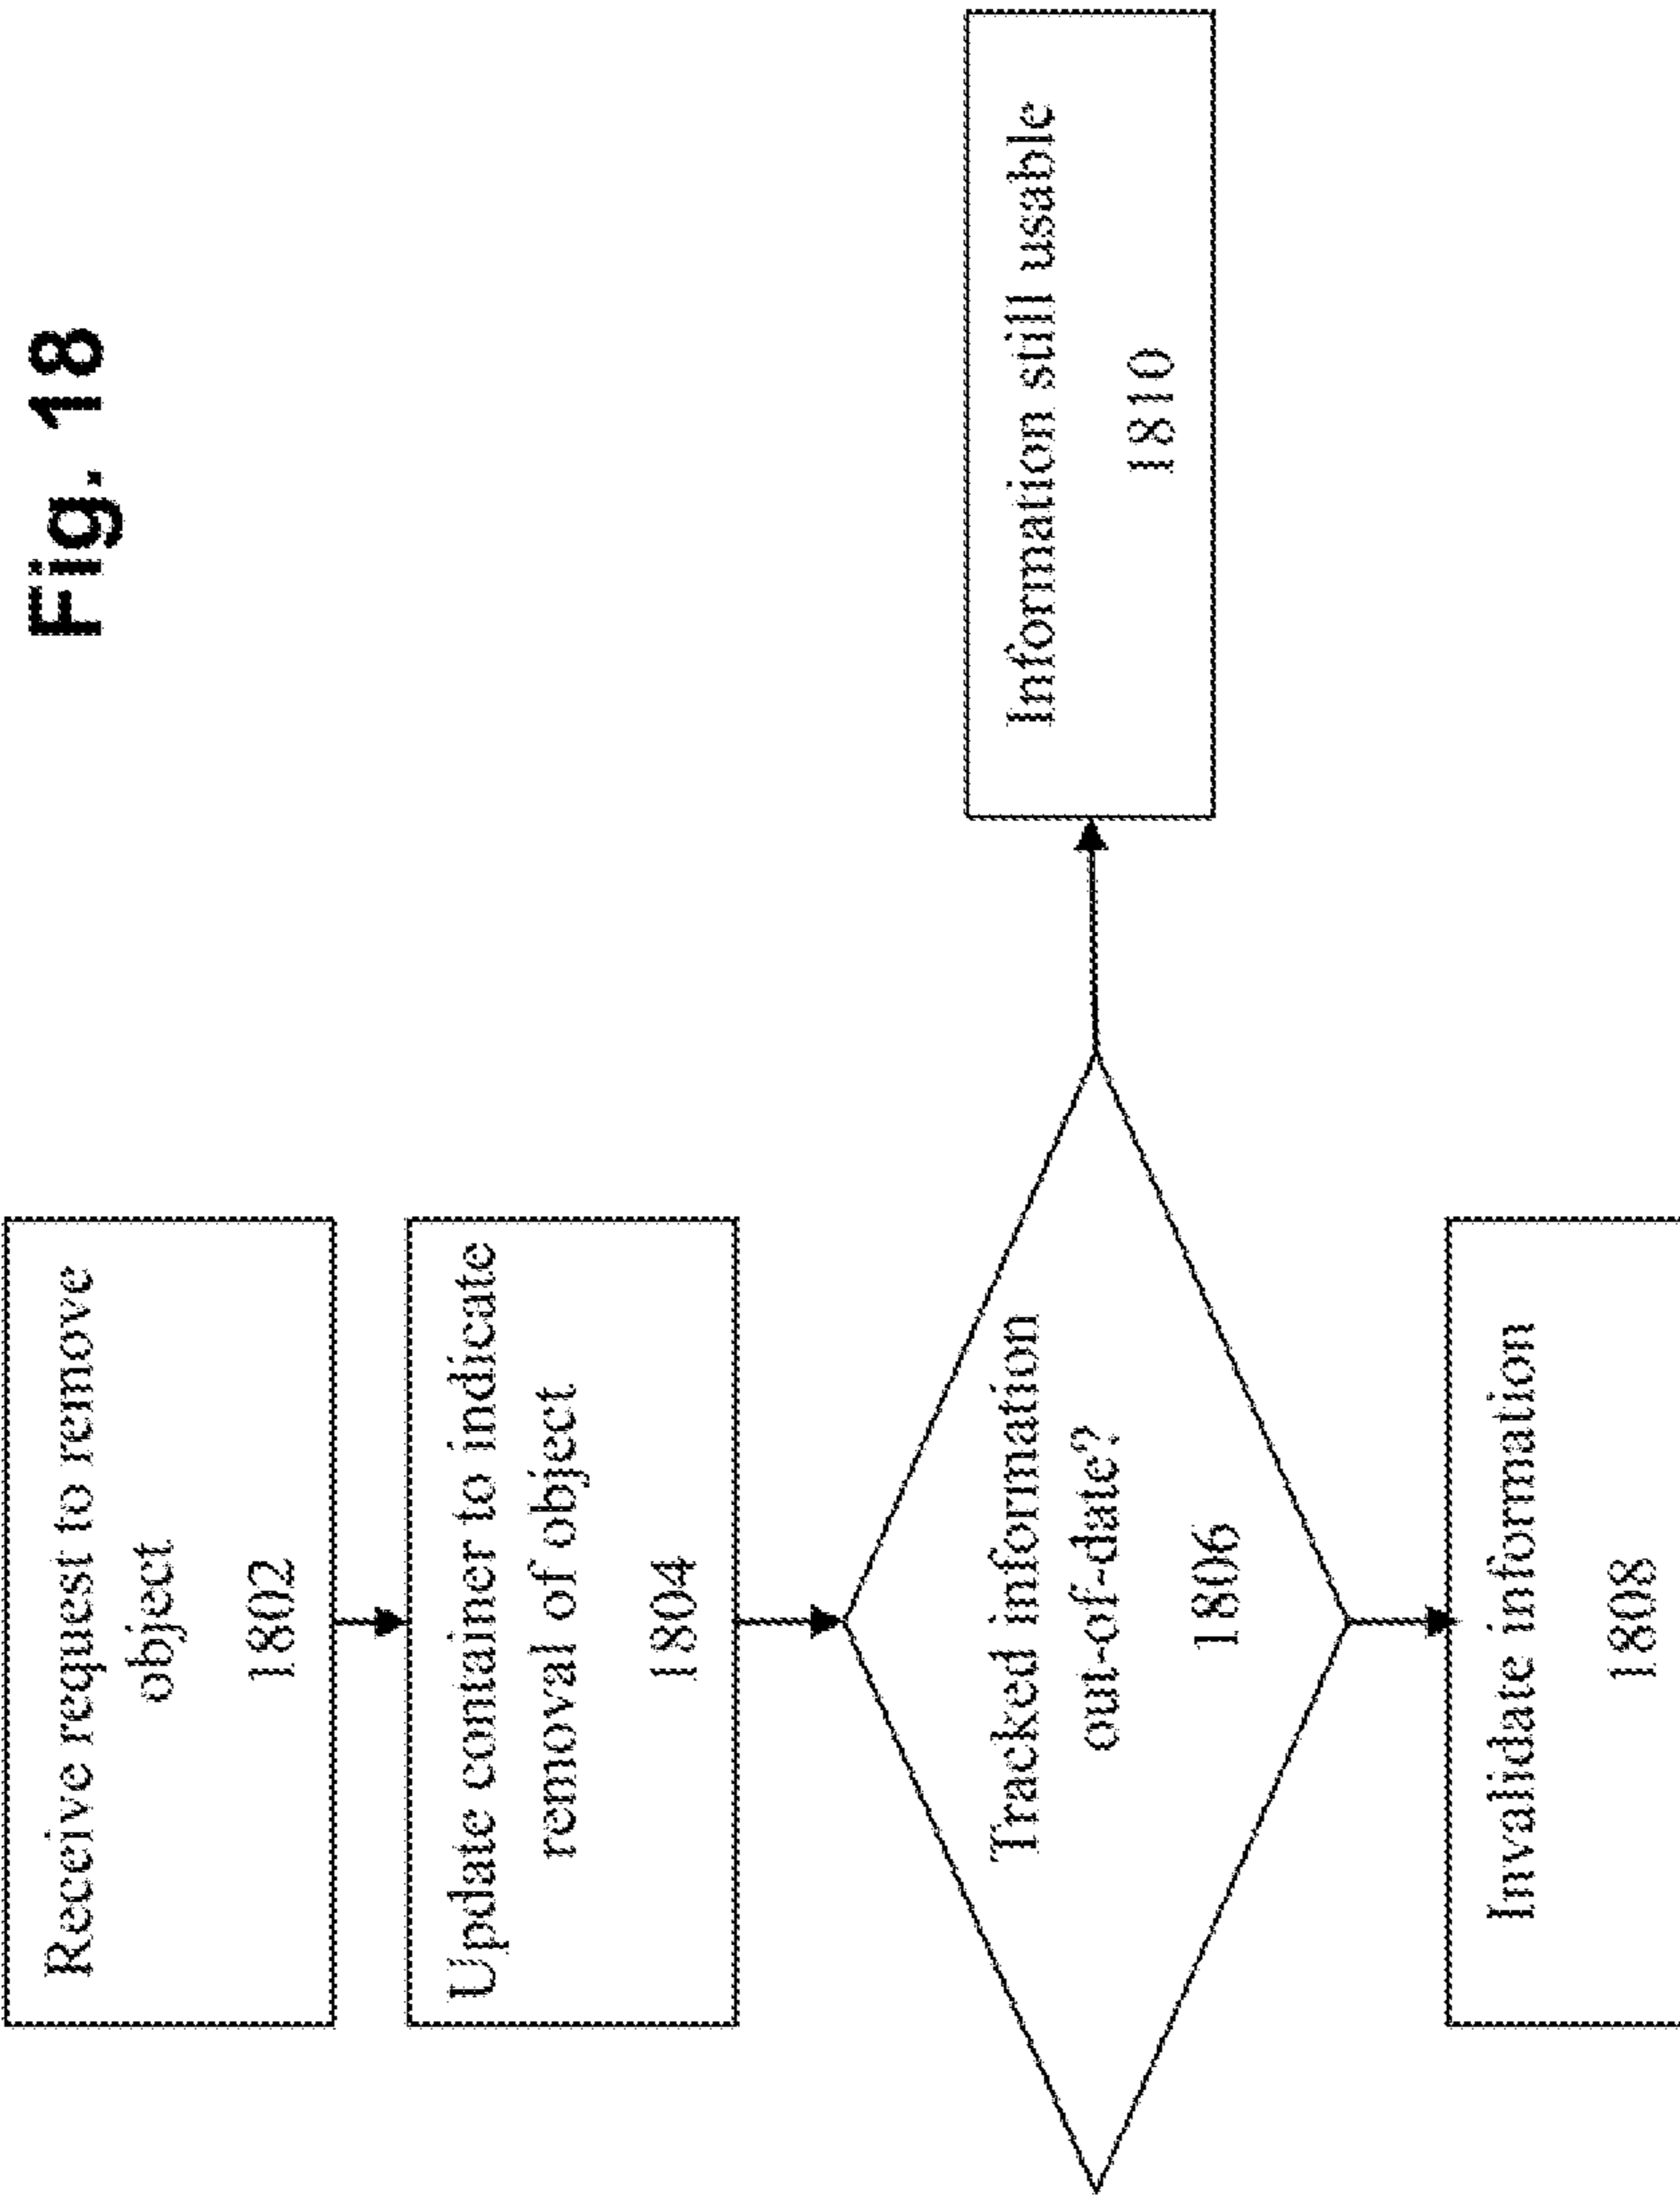 Fig. 18
Receive request to remove
object
1802
Update container to indicate
removal of object
1804
Tracked information
out-of-date?
1806
Information still usable
1810
Invalidate information
1808